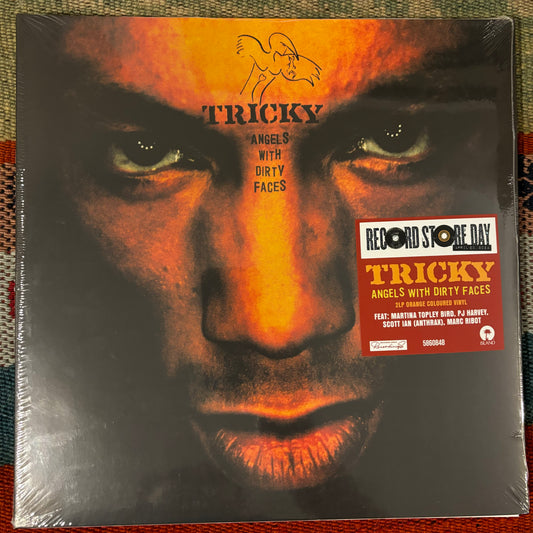 TRICKY
ANGELS
WITH
DIRTY
FACES
RECORD STORE DAY
TRICKY
ANGELS WITH DIRTY FACES
2LP ORANGE COLOURED VINYL
FEAT: MARTINA TOPLEY BIRD, PJ HARVEY,
SCOTT IAN (ANTHRAX), MARC RIBOT
5860848
ISLAND